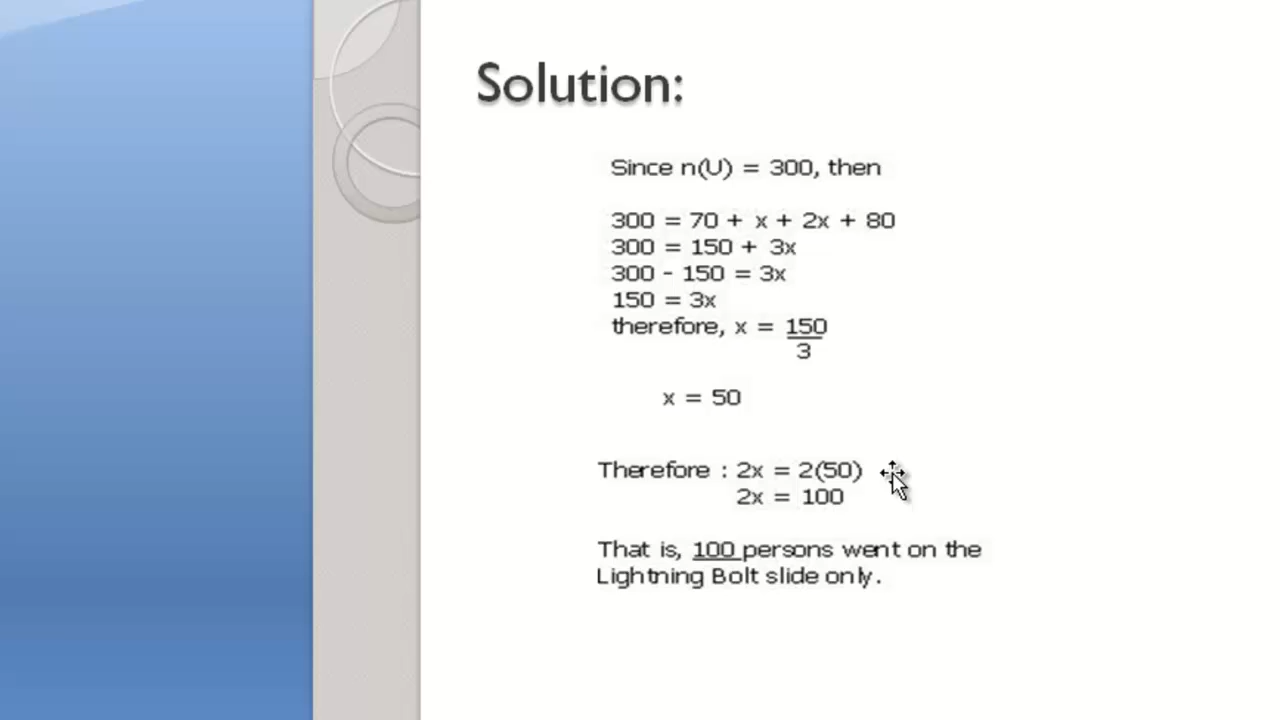 Solution:
Since n(U) = 300, then
300 = 70 + x + 2x + 80
300 = 150 + 3x
300 - 150 = 3x
150 = 3x
therefore, x = 150
3
x = 50
Therefore : 2x = 2(50)
2x = 100
That is, 100 persons went on the
Lightning Bolt slide only.